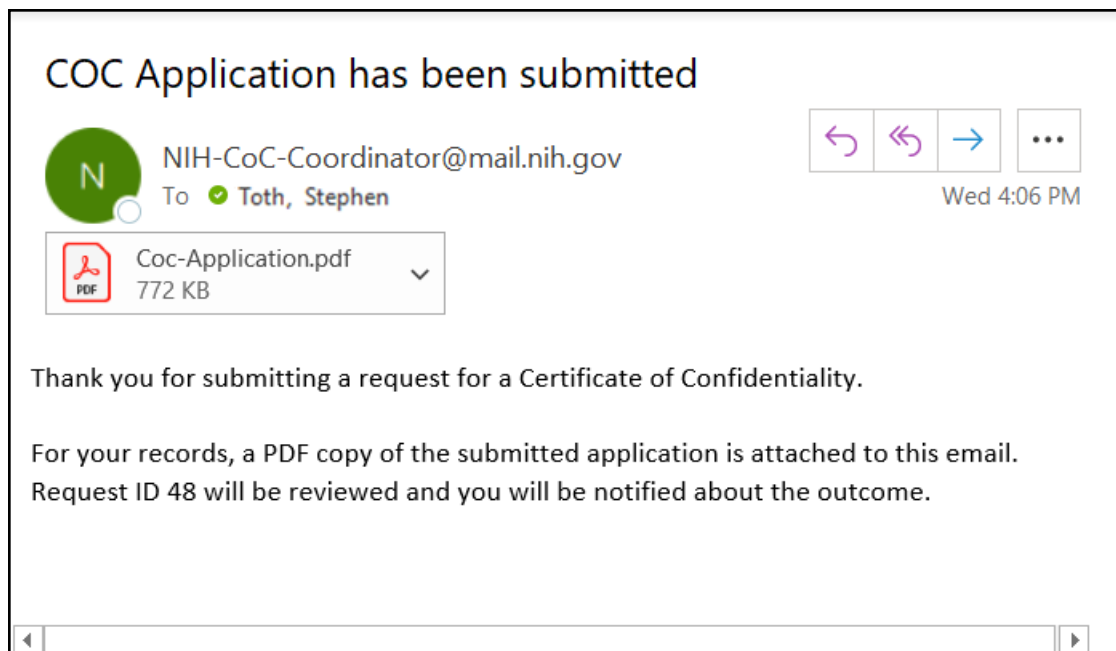 COC Application has been submitted
N
NIH-CoC-Coordinator@mail.nih.gov
To Toth, Stephen
Wed 4:06 PM
PDF
Coc-Application.pdf
772 KB
Thank you for submitting a request for a Certificate of Confidentiality.
For your records, a PDF copy of the submitted application is attached to this email.
Request ID 48 will be reviewed and you will be notified about the outcome.